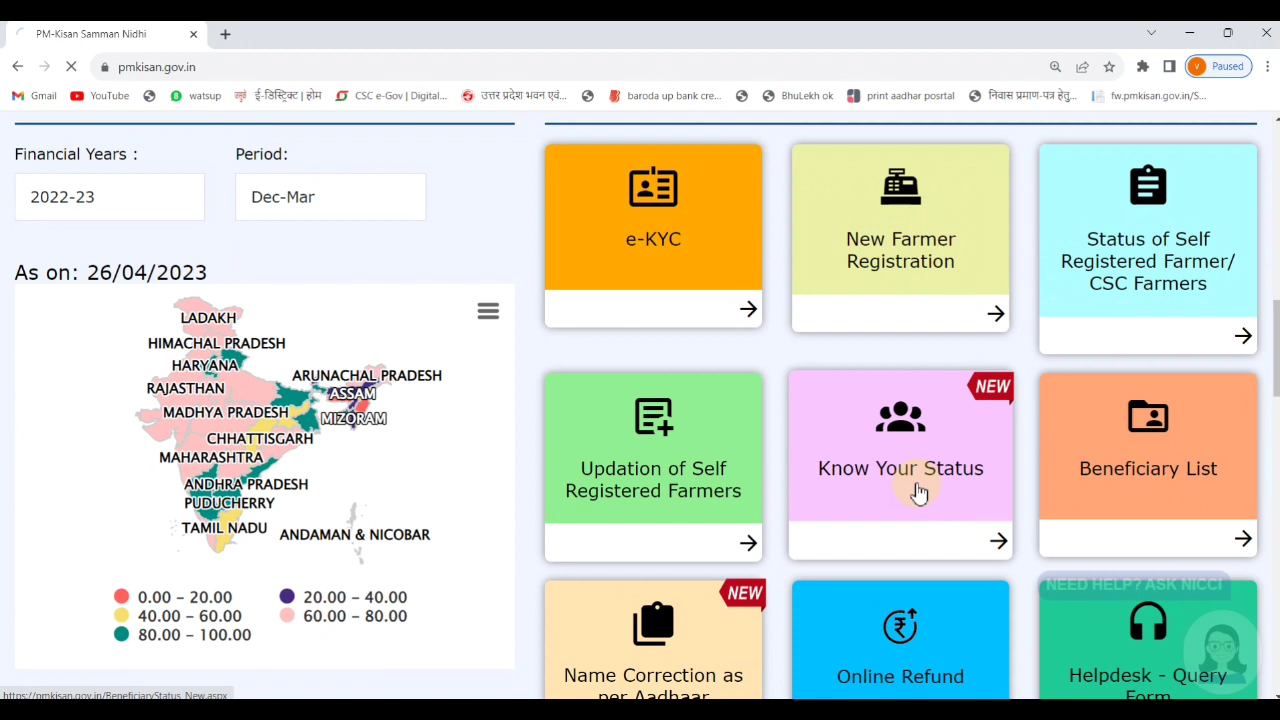 PM-Kisan Samman Nidhi
pmkisan.gov.in
V Paused
Gmail YouTube watsup ई-डिस्ट्रिक्ट | होम CSC e-Gov | Digital... उत्तर प्रदेश भवन एवं... baroda up bank cre... BhuLekh ok print aadhar posrtal निवास प्रमाण-पत्र हेतु... fw.pmkisan.gov.in/S...
Financial Years : Period:
2022-23 Dec-Mar
As on: 26/04/2023
LADAKH
HIMACHAL PRADESH
HARYANA
ARUNACHAL PRADESH
RAJASTHAN
ASSAM
MADHYA PRADESH
MIZORAM
CHHATTISGARH
MAHARASHTRA
ANDHRA PRADESH
PUDUCHERRY
TAMIL NADU
ANDAMAN & NICOBAR
0.00 – 20.00 20.00 – 40.00
40.00 – 60.00 60.00 – 80.00
80.00 – 100.00
e-KYC
New Farmer
Registration
Status of Self
Registered Farmer/
CSC Farmers
Updation of Self
Registered Farmers
NEW
Know Your Status
Beneficiary List
NEW
Name Correction as
per Aadhaar
Online Refund
NEED HELP? ASK NICCI
Helpdesk - Query
Form
https://pmkisan.gov.in/BeneficiaryStatus_New.aspx